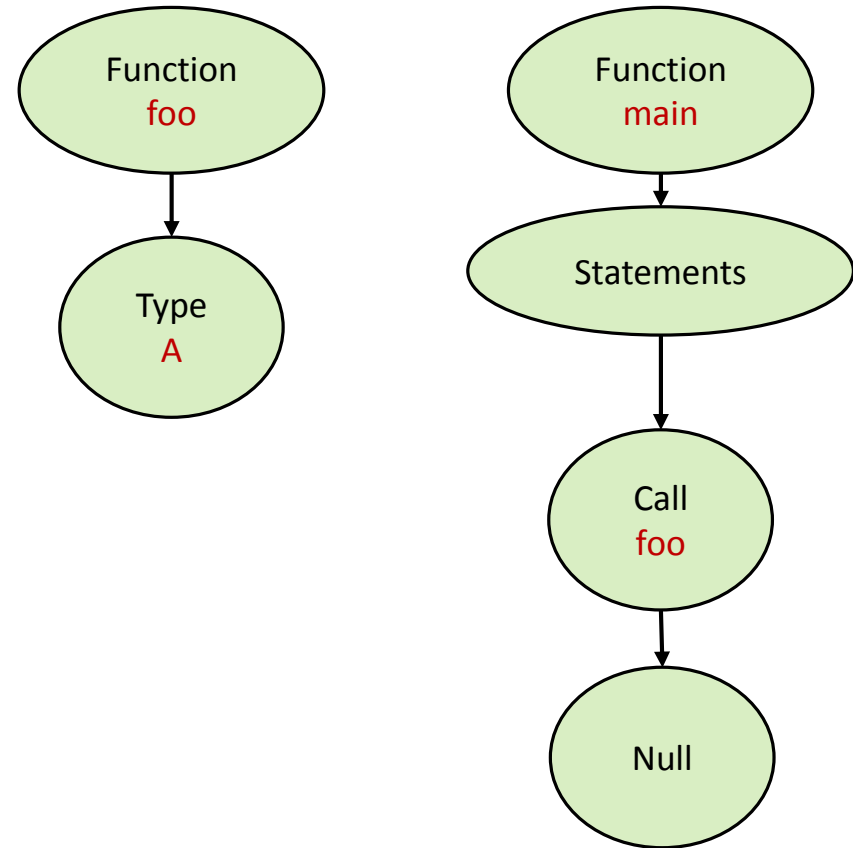 Function
foo
Type
A
Function
main
Statements
Call
foo
Null